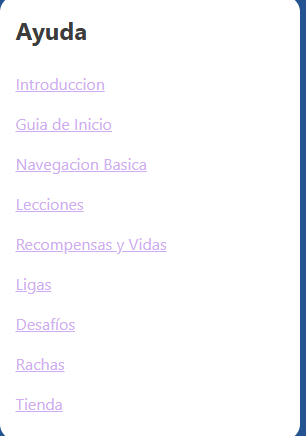 Ayuda
Introduccion
Guia de Inicio
Navegacion Basica
Lecciones
Recompensas y Vidas
Ligas
Desafíos
Rachas
Tienda